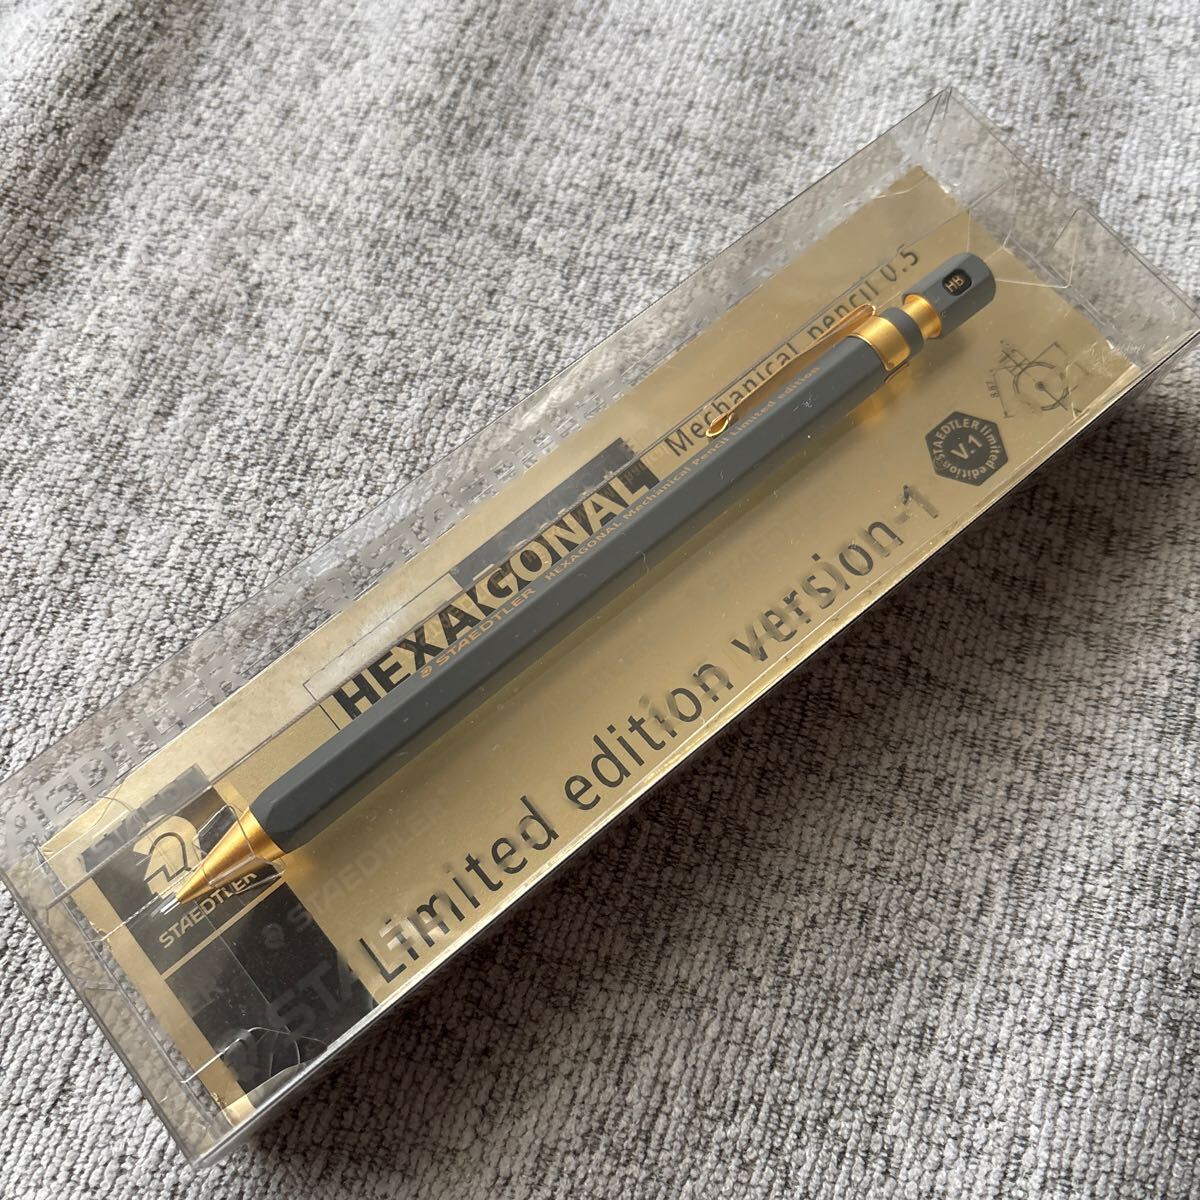 HEXAGONAL
Mechanical pencil 0.5
STAEDTLER HEXAGONAL Mechanical pencil Limited edition
HB
Limited edition version-1
STAEDTLER limited edition
V.1
STAEDTLER
STAEDTLER
STAEDTLER